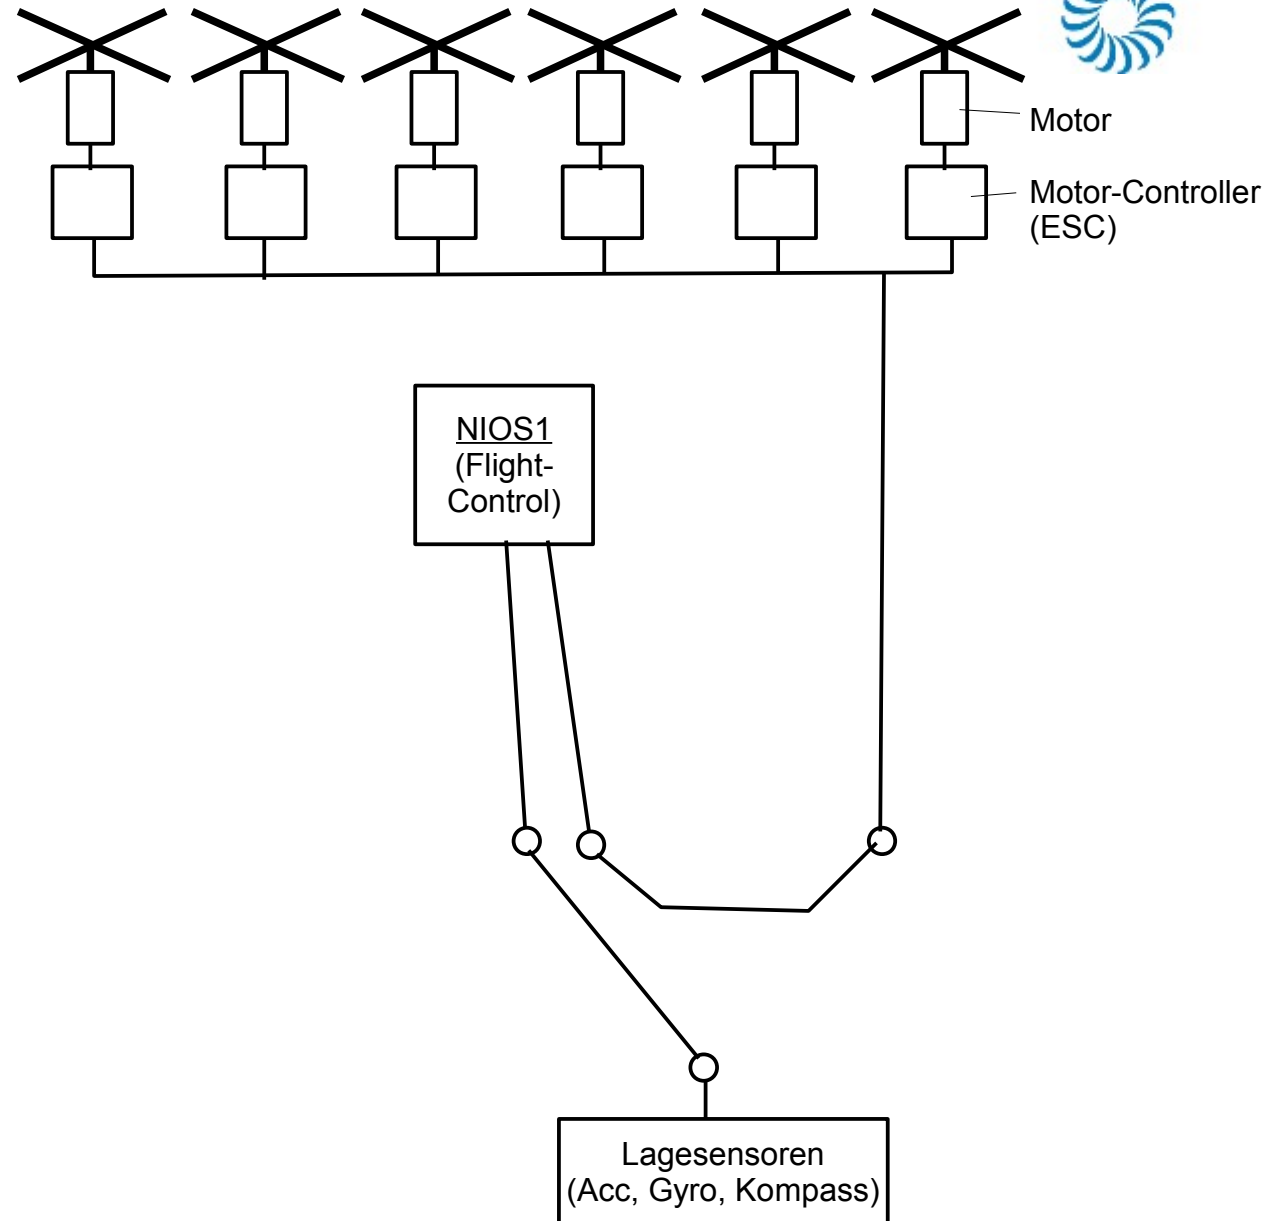 Motor
Motor-Controller
(ESC)
NIOS1
(Flight-
Control)
Lagesensoren
(Acc, Gyro, Kompass)